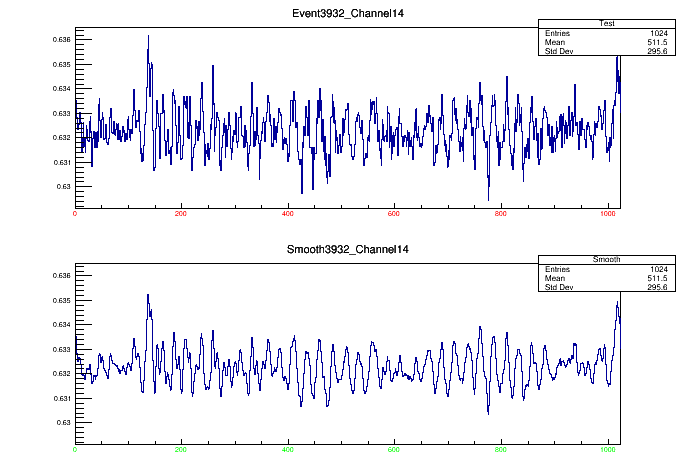 Event3932_Channel14
Test
Entries 1024
Mean 511.5
Std Dev 295.6
0.636
0.635
0.634
0.633
0.632
0.631
0.63
0 200 400 600 800 1000
Smooth3932_Channel14
Smooth
Entries 1024
Mean 511.5
Std Dev 295.6
0.636
0.635
0.634
0.633
0.632
0.631
0.63
0 200 400 600 800 1000